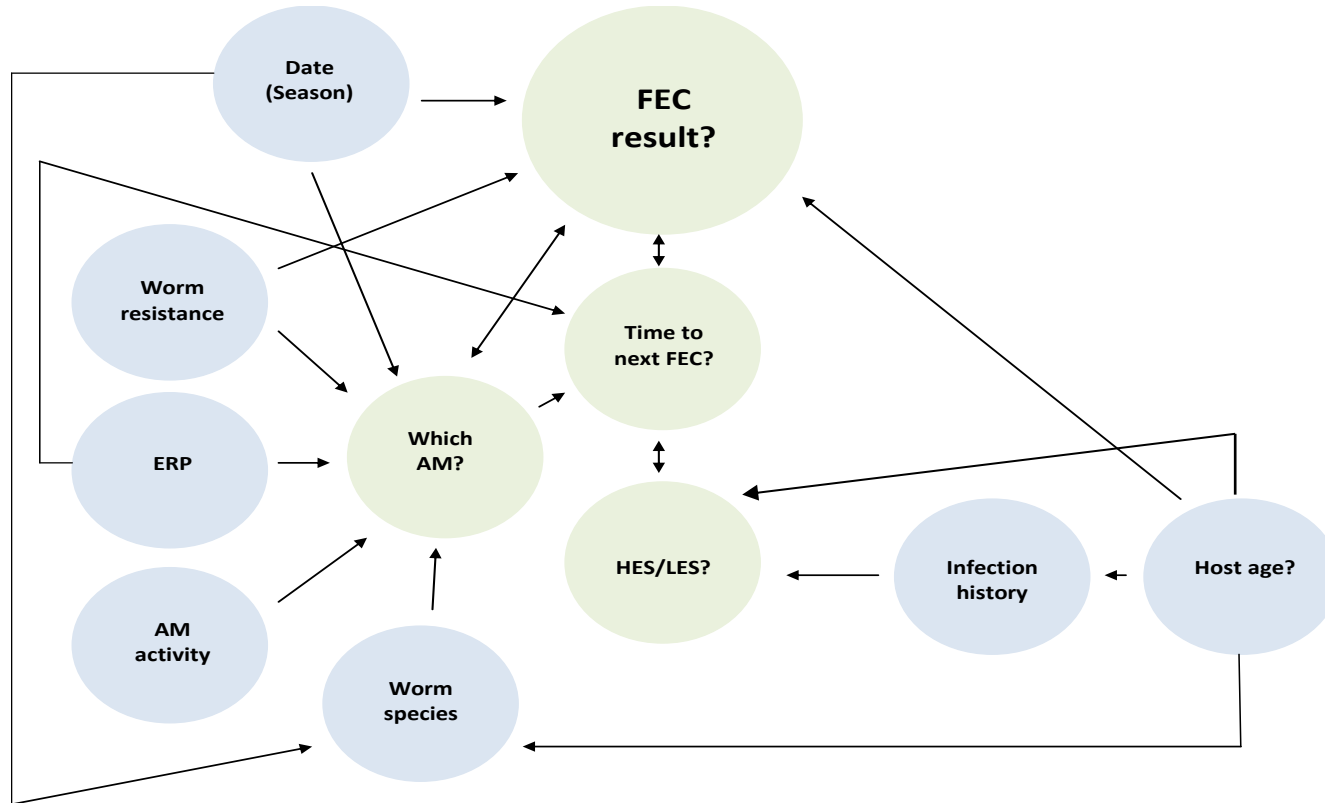 Date
(Season)
FEC
result?
Worm
resistance
Time to
next FEC?
Which
AM?
ERP
HES/LES?
Infection
history
Host age?
AM
activity
Worm
species